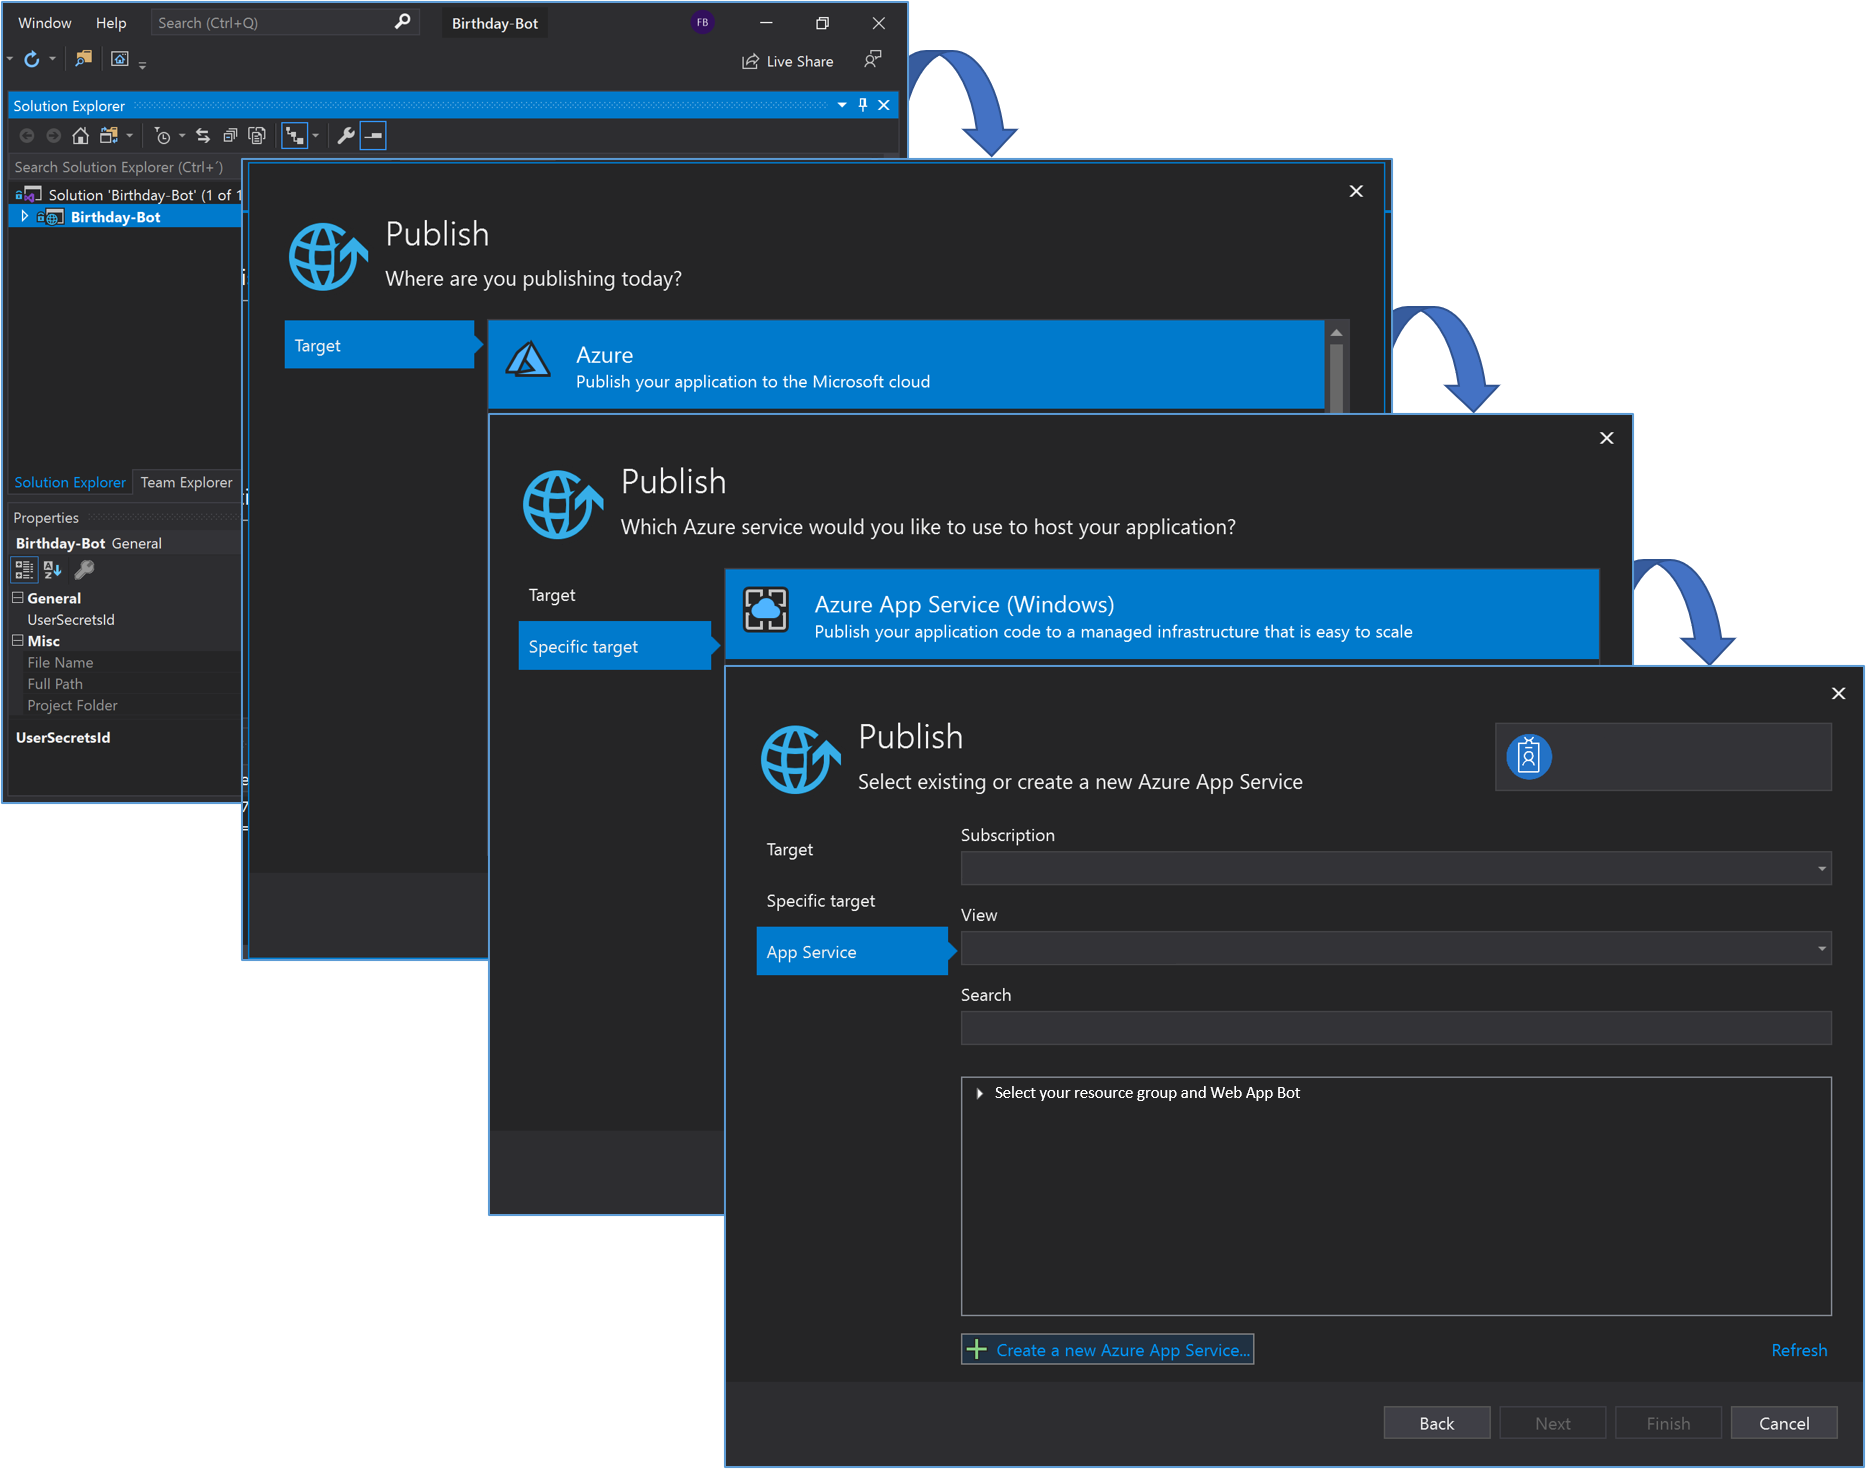 Window Help Search (Ctrl+Q) Birthday-Bot FB
Live Share
Solution Explorer
Search Solution Explorer (Ctrl+´)
Solution 'Birthday-Bot' (1 of 1
Birthday-Bot
Solution Explorer Team Explorer
Properties
Birthday-Bot General
General
UserSecretsId
Misc
File Name
Full Path
Project Folder
UserSecretsId
Publish
Where are you publishing today?
Target
Azure
Publish your application to the Microsoft cloud
Publish
Which Azure service would you like to use to host your application?
Target
Specific target
Azure App Service (Windows)
Publish your application code to a managed infrastructure that is easy to scale
Publish
Select existing or create a new Azure App Service
Target
Specific target
App Service
Subscription
View
Search
Select your resource group and Web App Bot
Create a new Azure App Service...
Refresh
Back Next Finish Cancel